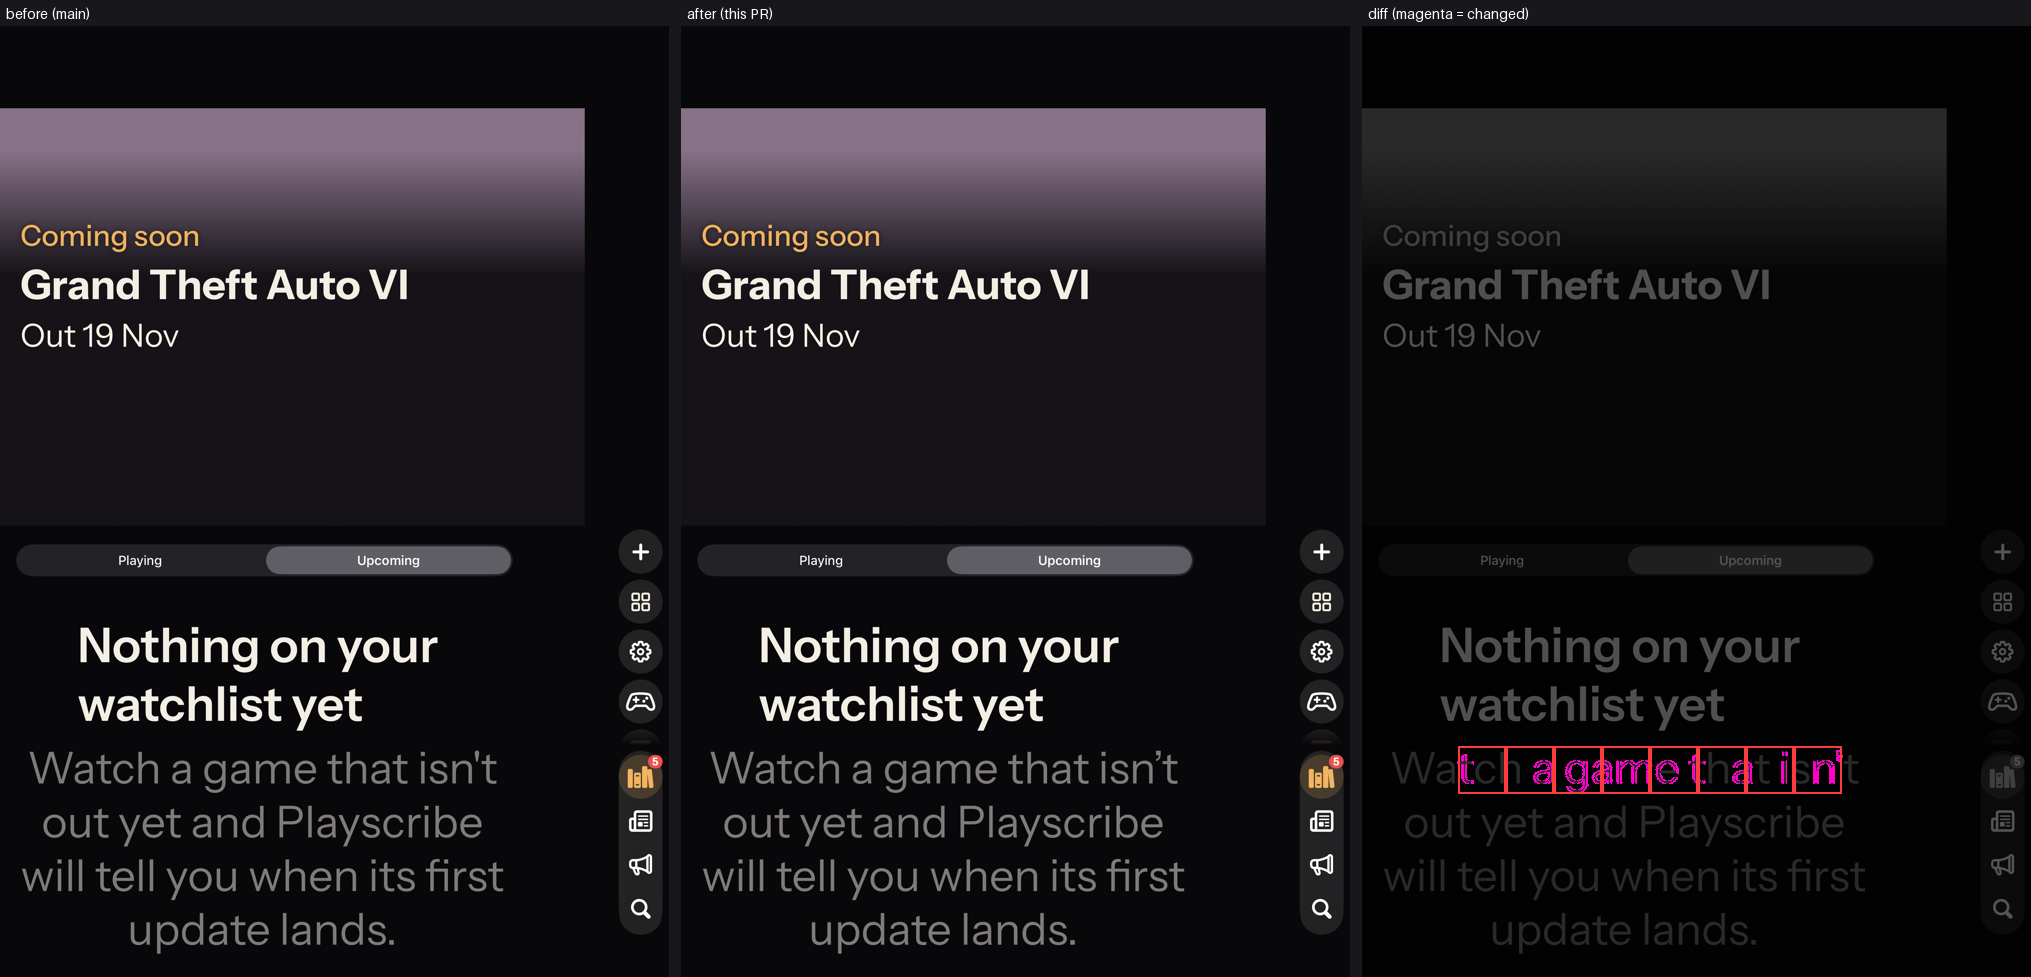 before (main)
Coming soon
Grand Theft Auto VI
Out 19 Nov
Playing
Upcoming
Nothing on your
watchlist yet
Watch a game that isn't
out yet and Playscribe
will tell you when its first
update lands.
5
after (this PR)
Coming soon
Grand Theft Auto VI
Out 19 Nov
Playing
Upcoming
Nothing on your
watchlist yet
Watch a game that isn’t
out yet and Playscribe
will tell you when its first
update lands.
5
diff (magenta = changed)
Coming soon
Grand Theft Auto VI
Out 19 Nov
Playing
Upcoming
Nothing on your
watchlist yet
Watch a game that isn’t
out yet and Playscribe
will tell you when its first
update lands.
5